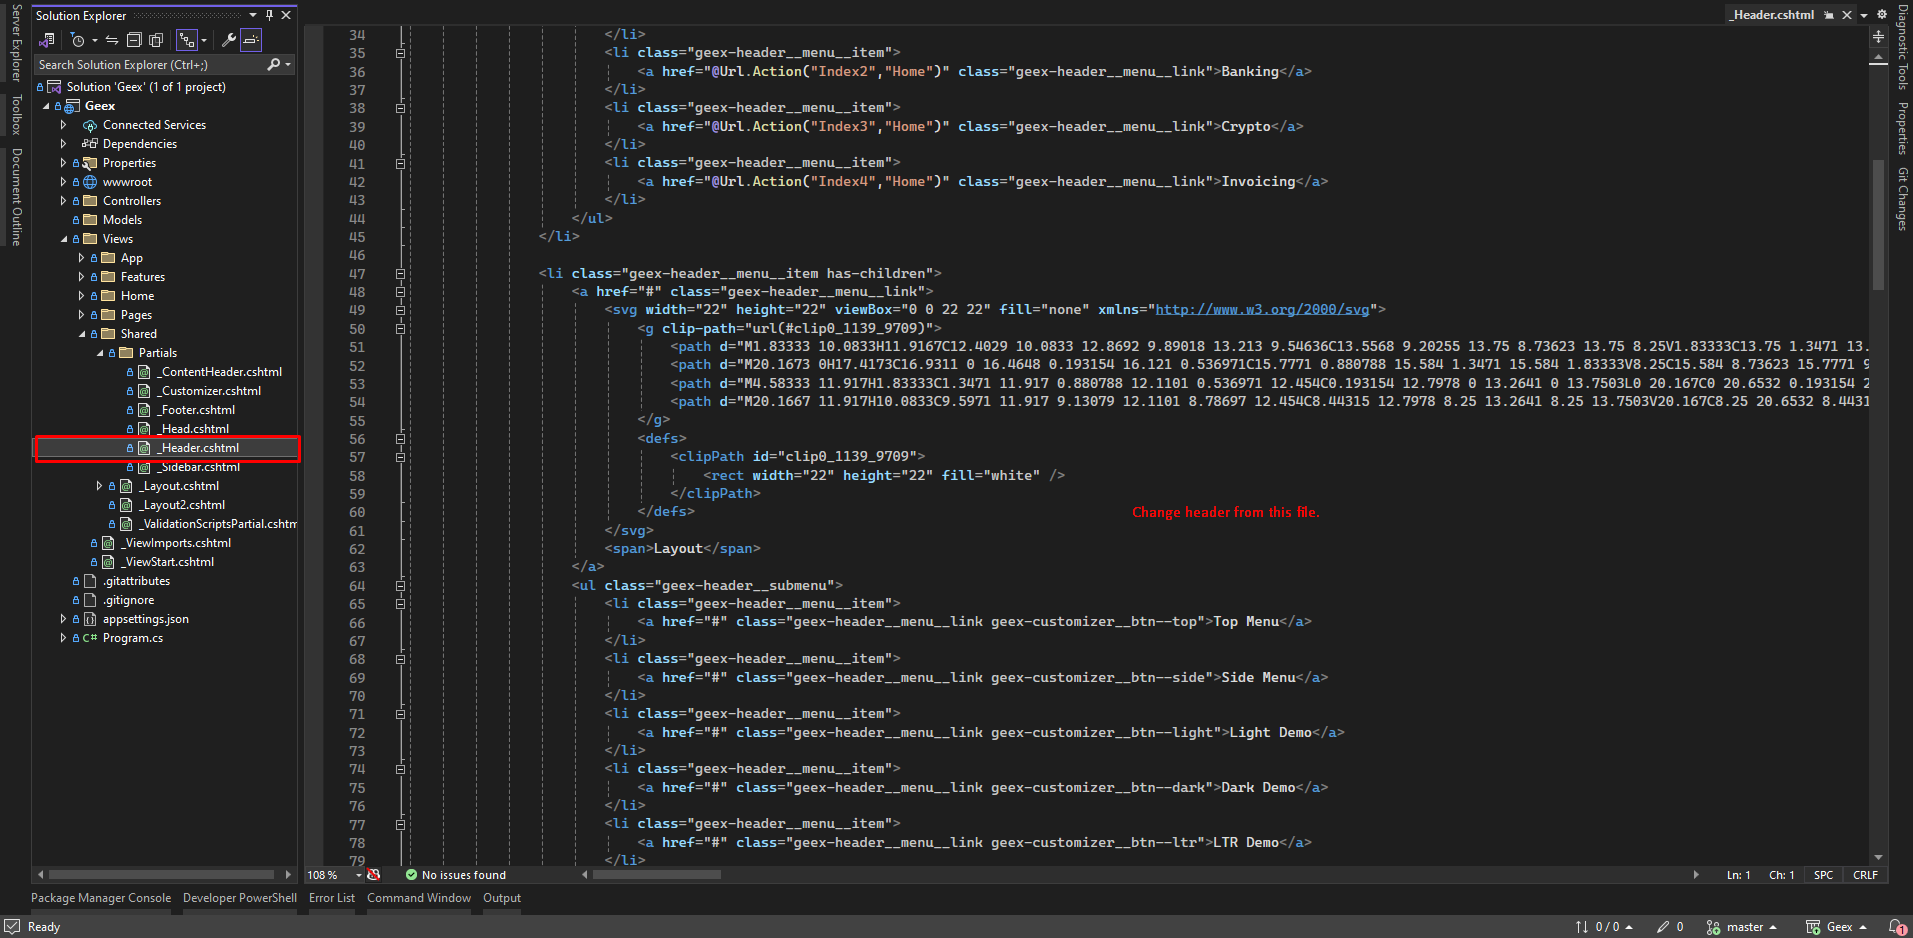 Server Explorer
Toolbox
Document Outline
Solution Explorer
Search Solution Explorer (Ctrl+;)
Solution 'Geex' (1 of 1 project)
Geex
Connected Services
Dependencies
Properties
wwwroot
Controllers
Models
Views
App
Features
Home
Pages
Shared
Partials
_ContentHeader.cshtml
_Customizer.cshtml
_Footer.cshtml
_Head.cshtml
_Header.cshtml
_Sidebar.cshtml
_Layout.cshtml
_Layout2.cshtml
_ValidationScriptsPartial.cshtm
_ViewImports.cshtml
_ViewStart.cshtml
.gitattributes
.gitignore
appsettings.json
C# Program.cs
_Header.cshtml
34 </li>
35 <li class="geex-header__menu__item">
36 <a href="@Url.Action("Index2","Home")" class="geex-header__menu__link">Banking</a>
37 </li>
38 <li class="geex-header__menu__item">
39 <a href="@Url.Action("Index3","Home")" class="geex-header__menu__link">Crypto</a>
40 </li>
41 <li class="geex-header__menu__item">
42 <a href="@Url.Action("Index4","Home")" class="geex-header__menu__link">Invoicing</a>
43 </li>
44 </ul>
45 </li>
46
47 <li class="geex-header__menu__item has-children">
48 <a href="#" class="geex-header__menu__link">
49 <svg width="22" height="22" viewBox="0 0 22 22" fill="none" xmlns="http://www.w3.org/2000/svg">
50 <g clip-path="url(#clip0_1139_9709)">
51 <path d="M1.83333 10.0833H11.9167C12.4029 10.0833 12.8692 9.89018 13.213 9.54636C13.5568 9.20255 13.75 8.73623 13.75 8.25V1.83333C13.75 1.3471 13.
52 <path d="M20.1673 0H17.4173C16.9311 0 16.4648 0.193154 16.121 0.536971C15.7771 0.880788 15.584 1.3471 15.584 1.83333V8.25C15.584 8.73623 15.7771 9
53 <path d="M4.58333 11.917H1.83333C1.3471 11.917 0.880788 12.1101 0.536971 12.454C0.193154 12.7978 0 13.2641 0 13.7503L0 20.167C0 20.6532 0.193154 2
54 <path d="M20.1667 11.917H10.0833C9.5971 11.917 9.13079 12.1101 8.78697 12.454C8.44315 12.7978 8.25 13.2641 8.25 13.7503V20.167C8.25 20.6532 8.4431
55 </g>
56 <defs>
57 <clipPath id="clip0_1139_9709">
58 <rect width="22" height="22" fill="white" />
59 </clipPath>
60 </defs>
Change header from this file.
61 </svg>
62 <span>Layout</span>
63 </a>
64 <ul class="geex-header__submenu">
65 <li class="geex-header__menu__item">
66 <a href="#" class="geex-header__menu__link geex-customizer__btn--top">Top Menu</a>
67 </li>
68 <li class="geex-header__menu__item">
69 <a href="#" class="geex-header__menu__link geex-customizer__btn--side">Side Menu</a>
70 </li>
71 <li class="geex-header__menu__item">
72 <a href="#" class="geex-header__menu__link geex-customizer__btn--light">Light Demo</a>
73 </li>
74 <li class="geex-header__menu__item">
75 <a href="#" class="geex-header__menu__link geex-customizer__btn--dark">Dark Demo</a>
76 </li>
77 <li class="geex-header__menu__item">
78 <a href="#" class="geex-header__menu__link geex-customizer__btn--ltr">LTR Demo</a>
79 </li>
108 %
No issues found
Ln: 1 Ch: 1 SPC CRLF
Diagnostic Tools
Properties
Git Changes
Package Manager Console Developer PowerShell Error List Command Window Output
Ready
0 / 0 0 master Geex 1